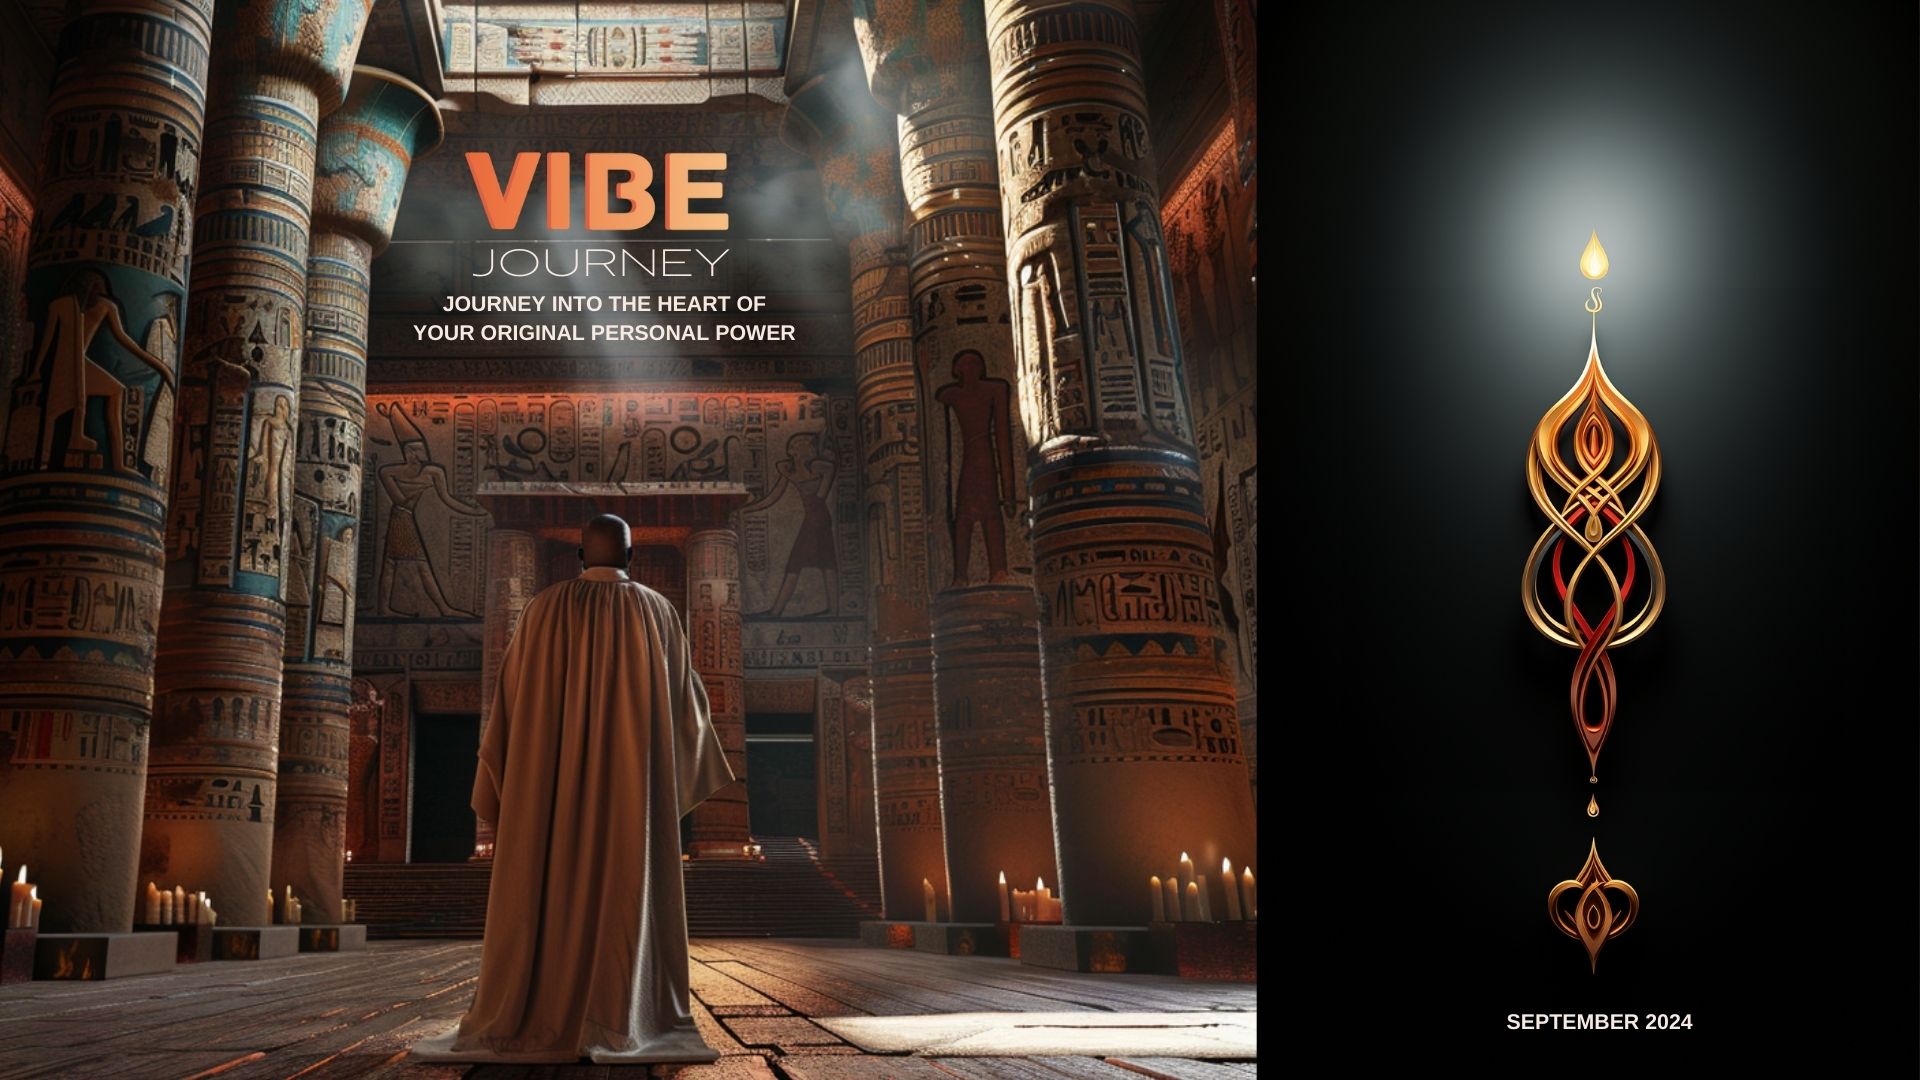 VIBE
JOURNEY
JOURNEY INTO THE HEART OF
YOUR ORIGINAL PERSONAL POWER
SEPTEMBER 2024